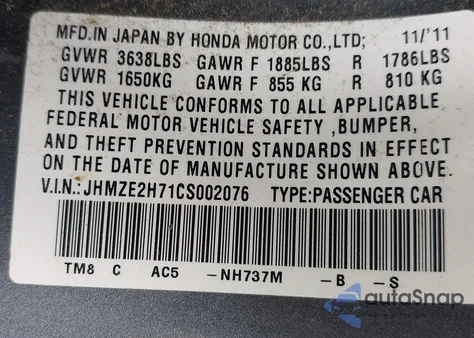 MFD.IN JAPAN BY HONDA MOTOR CO.,LTD; 11/'11
GVWR 3638LBS GAWR F 1885LBS R 1786LBS
GVWR 1650KG GAWR F 855 KG R 810 KG
THIS VEHICLE CONFORMS TO ALL APPLICABLE
FEDERAL MOTOR VEHICLE SAFETY ,BUMPER,
AND THEFT PREVENTION STANDARDS IN EFFECT
ON THE DATE OF MANUFACTURE SHOWN ABOVE.
V.I.N.: JHMZE2H71CS002076 TYPE:PASSENGER CAR
TM8 C AC5 -NH737M -B -S
autoSnap